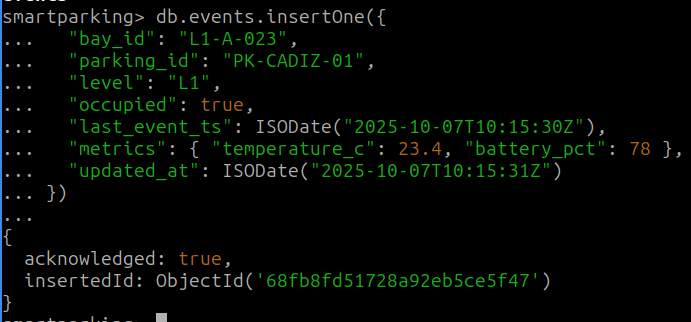 smartparking> db.events.insertOne({
...   "bay_id": "L1-A-023",
...   "parking_id": "PK-CADIZ-01",
...   "level": "L1",
...   "occupied": true,
...   "last_event_ts": ISODate("2025-10-07T10:15:30Z"),
...   "metrics": { "temperature_c": 23.4, "battery_pct": 78 },
...   "updated_at": ISODate("2025-10-07T10:15:31Z")
... })
...
{
  acknowledged: true,
  insertedId: ObjectId('68fb8fd51728a92eb5ce5f47')
}